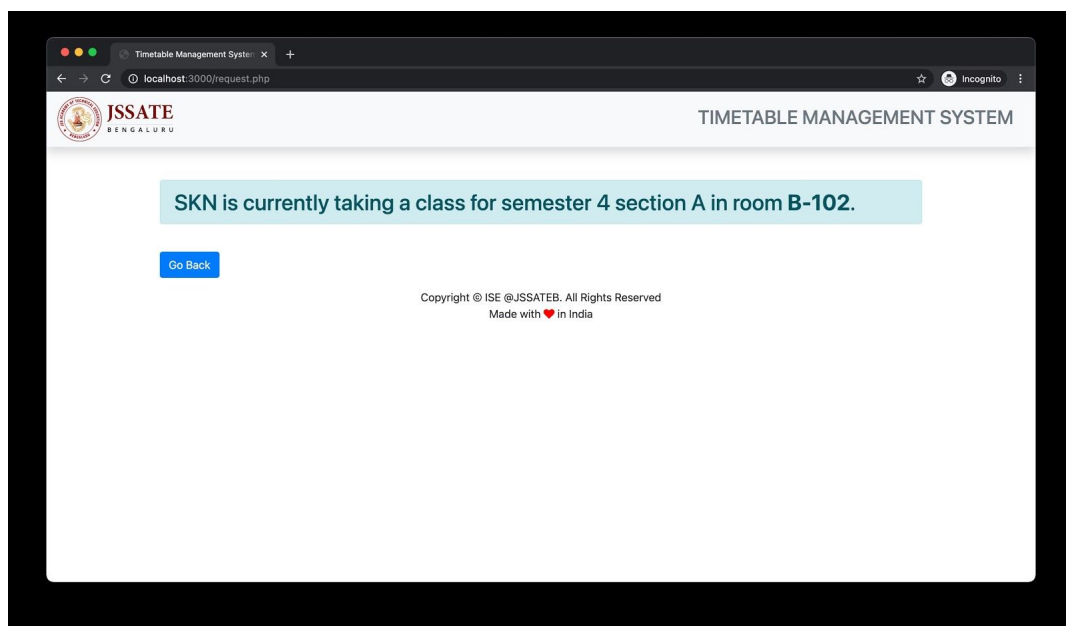 Timetable Management System
localhost:3000/request.php
Incognito
JSSATE
BENGALURU
TIMETABLE MANAGEMENT SYSTEM
SKN is currently taking a class for semester 4 section A in room B-102.
Go Back
Copyright © ISE @JSSATEB. All Rights Reserved
Made with ❤ in India